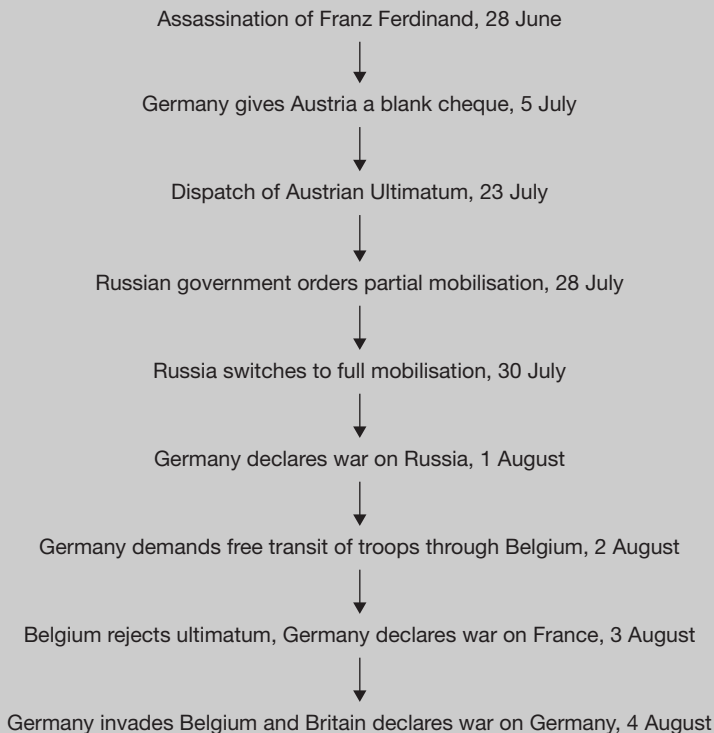 Assassination of Franz Ferdinand, 28 June
Germany gives Austria a blank cheque, 5 July
Dispatch of Austrian Ultimatum, 23 July
Russian government orders partial mobilisation, 28 July
Russia switches to full mobilisation, 30 July
Germany declares war on Russia, 1 August
Germany demands free transit of troops through Belgium, 2 August
Belgium rejects ultimatum, Germany declares war on France, 3 August
Germany invades Belgium and Britain declares war on Germany, 4 August